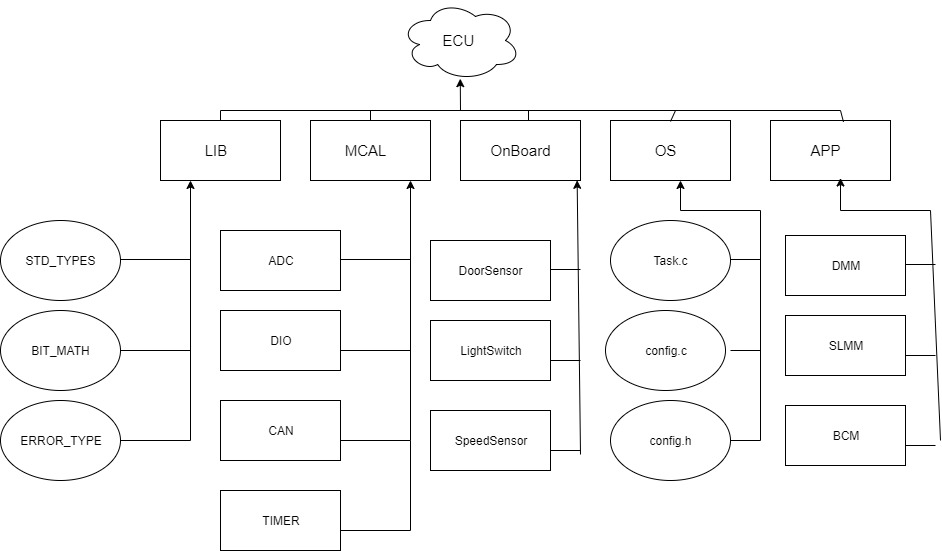 ECU
LIB
MCAL
OnBoard
OS
APP
STD_TYPES
BIT_MATH
ERROR_TYPE
ADC
DIO
CAN
TIMER
DoorSensor
LightSwitch
SpeedSensor
Task.c
config.c
config.h
DMM
SLMM
BCM